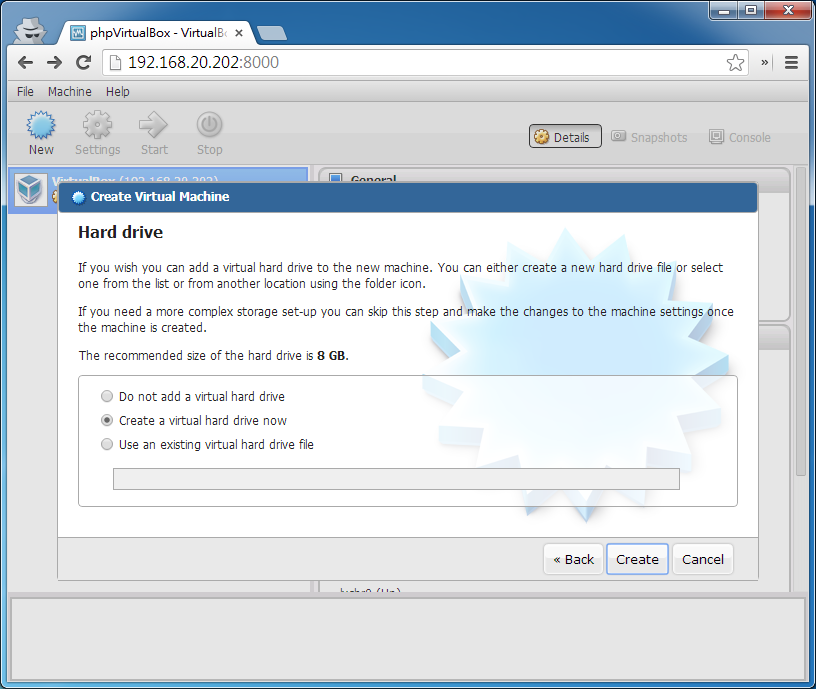 phpVirtualBox - VirtualB
192.168.20.202:8000
File Machine Help
New Settings Start Stop
Details Snapshots Console
VirtualBox (192.168.20.202)
General
Create Virtual Machine
Hard drive
If you wish you can add a virtual hard drive to the new machine. You can either create a new hard drive file or select
one from the list or from another location using the folder icon.
If you need a more complex storage set-up you can skip this step and make the changes to the machine settings once
the machine is created.
The recommended size of the hard drive is 8 GB.
Do not add a virtual hard drive
Create a virtual hard drive now
Use an existing virtual hard drive file
« Back Create Cancel